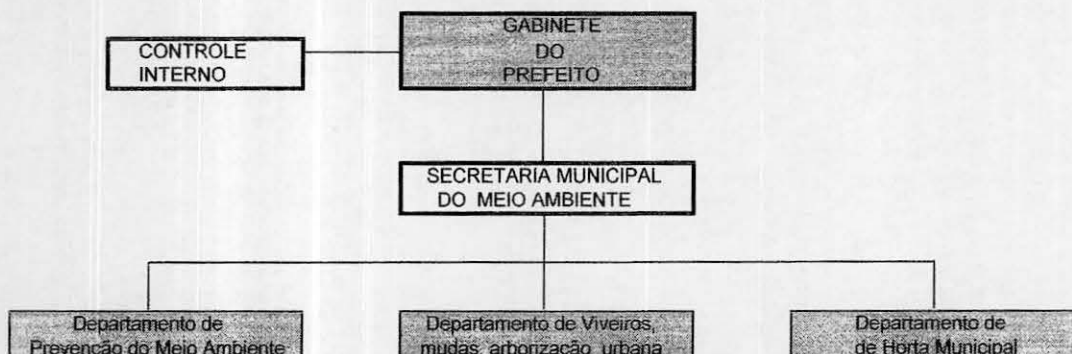 GABINETE
DO
PREFEITO
CONTROLE
INTERNO
SECRETARIA MUNICIPAL
DO MEIO AMBIENTE
Departamento de
Prevenção do Meio Ambiente
Departamento de Viveiros,
mudas arborização urbana
Departamento de
de Horta Municipal